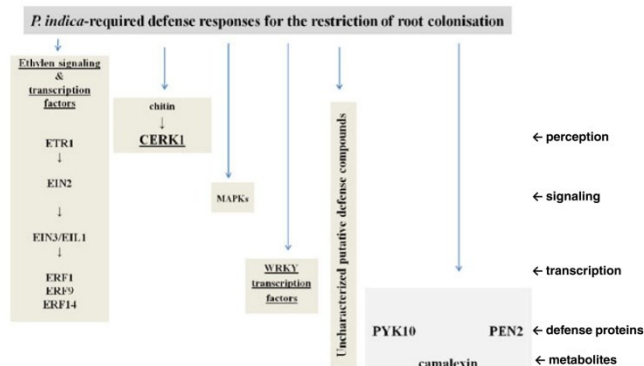 P. indica-required defense responses for the restriction of root colonisation
Ethylen signaling
&
transcription
factors
ETR1
↓
EIN2
↓
EIN3/EIL1
↓
ERF1
ERF9
ERF14
chitin
↓
CERK1
MAPKs
WRKY
transcription
factors
Uncharacterized putative defense compounds
PYK10 PEN2
camalexin
← perception
← signaling
← transcription
← defense proteins
← metabolites